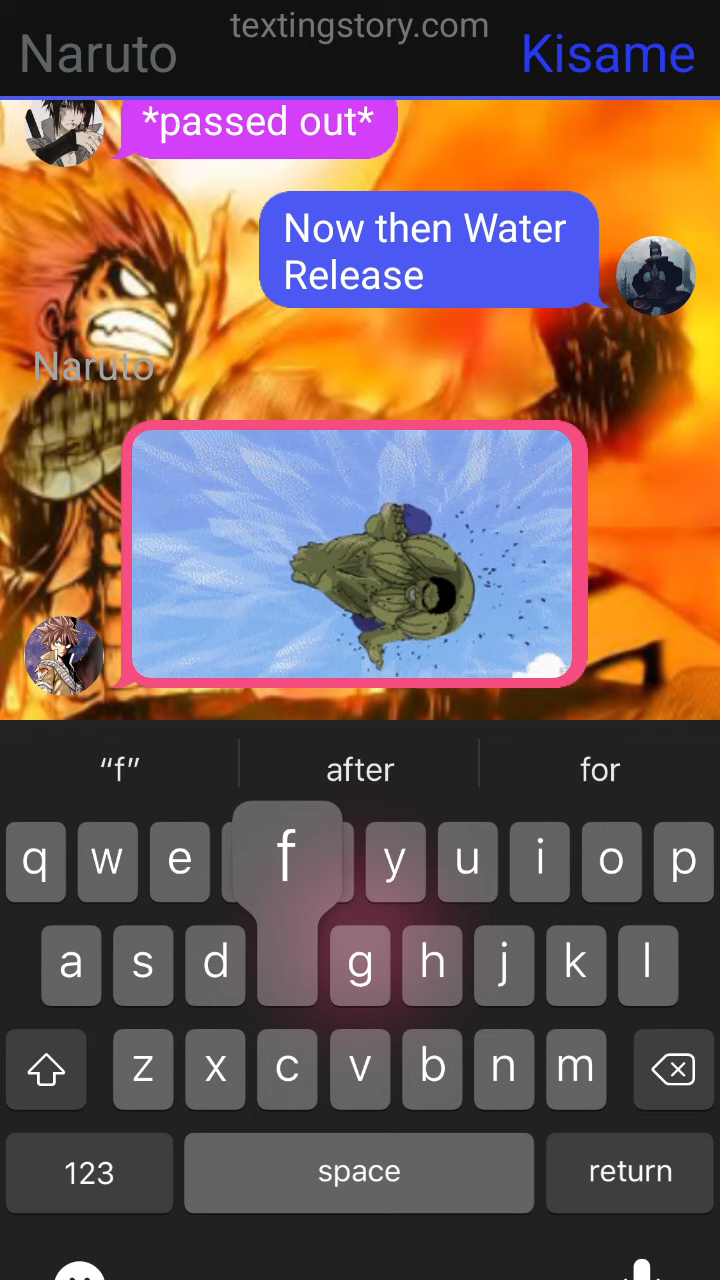 textingstory.com
Naruto
Kisame
*passed out*
Now then Water
Release
Naruto
“f” after for
q w e f y u i o p
a s d g h j k l
z x c v b n m
123 space return